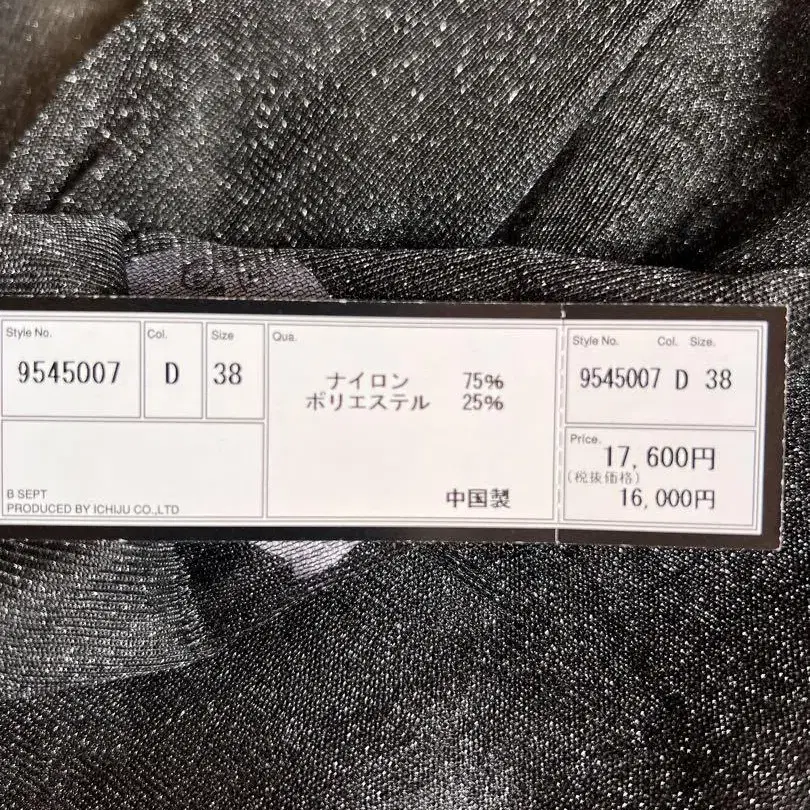 Style No.
9545007
Col.
D
Size
38
Qua.
ナイロン 75%
ポリエステル 25%
中国製
B SEPT
PRODUCED BY ICHIJU CO.,LTD
Style No. Col. Size.
9545007 D 38
Price.
17,600円
(税抜価格)
16,000円